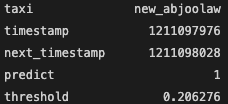 taxi new_abjoolaw
timestamp 1211097976
next_timestamp 1211098028
predict 1
threshold 0.206276